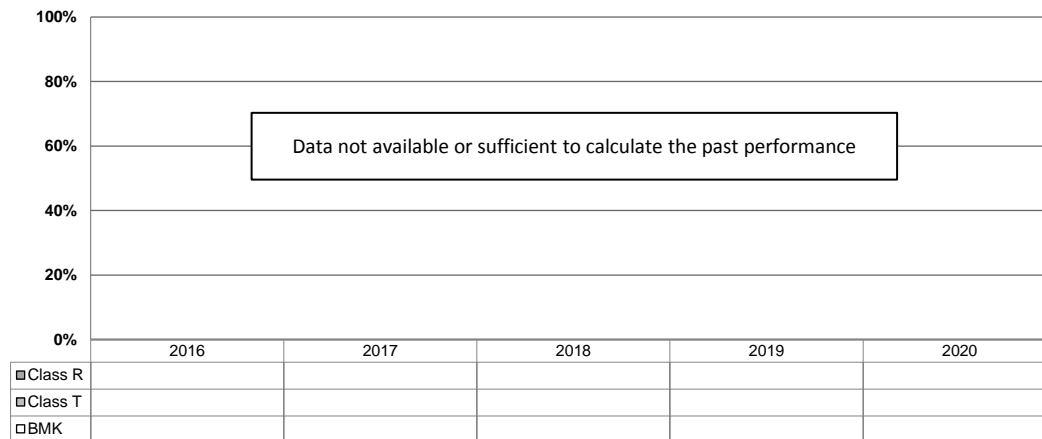 100%
80%
Data not available or sufficient to calculate the past performance
60%
40%
20%
0%
2016 2017 2018 2019 2020
Class R
Class T
BMK